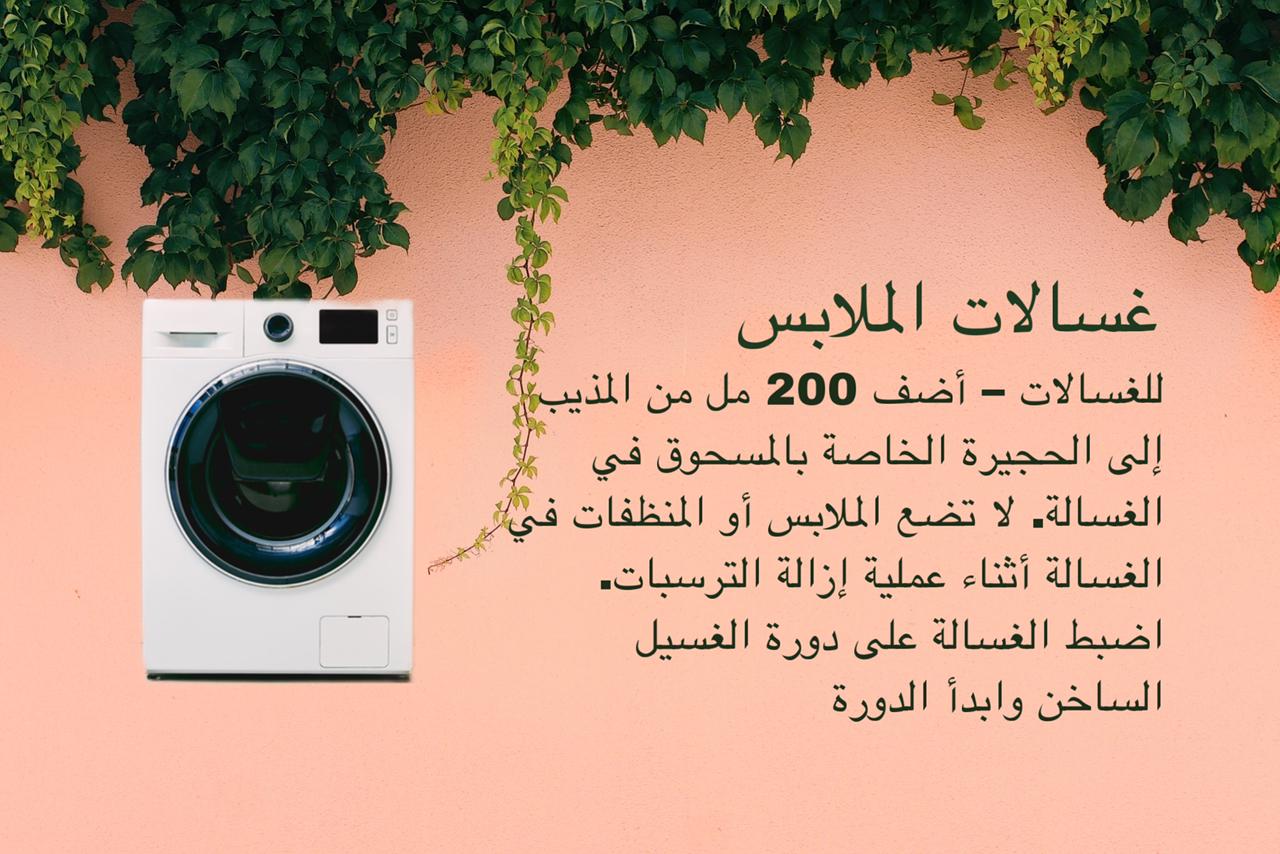 غسالات الملابس
للغسالات – أضف 200 مل من المذيب
إلى الحجيرة الخاصة بالمسحوق في
الغسالة. لا تضع الملابس أو المنظفات في
الغسالة أثناء عملية إزالة الترسبات.
اضبط الغسالة على دورة الغسيل
الساخن وابدأ الدورة